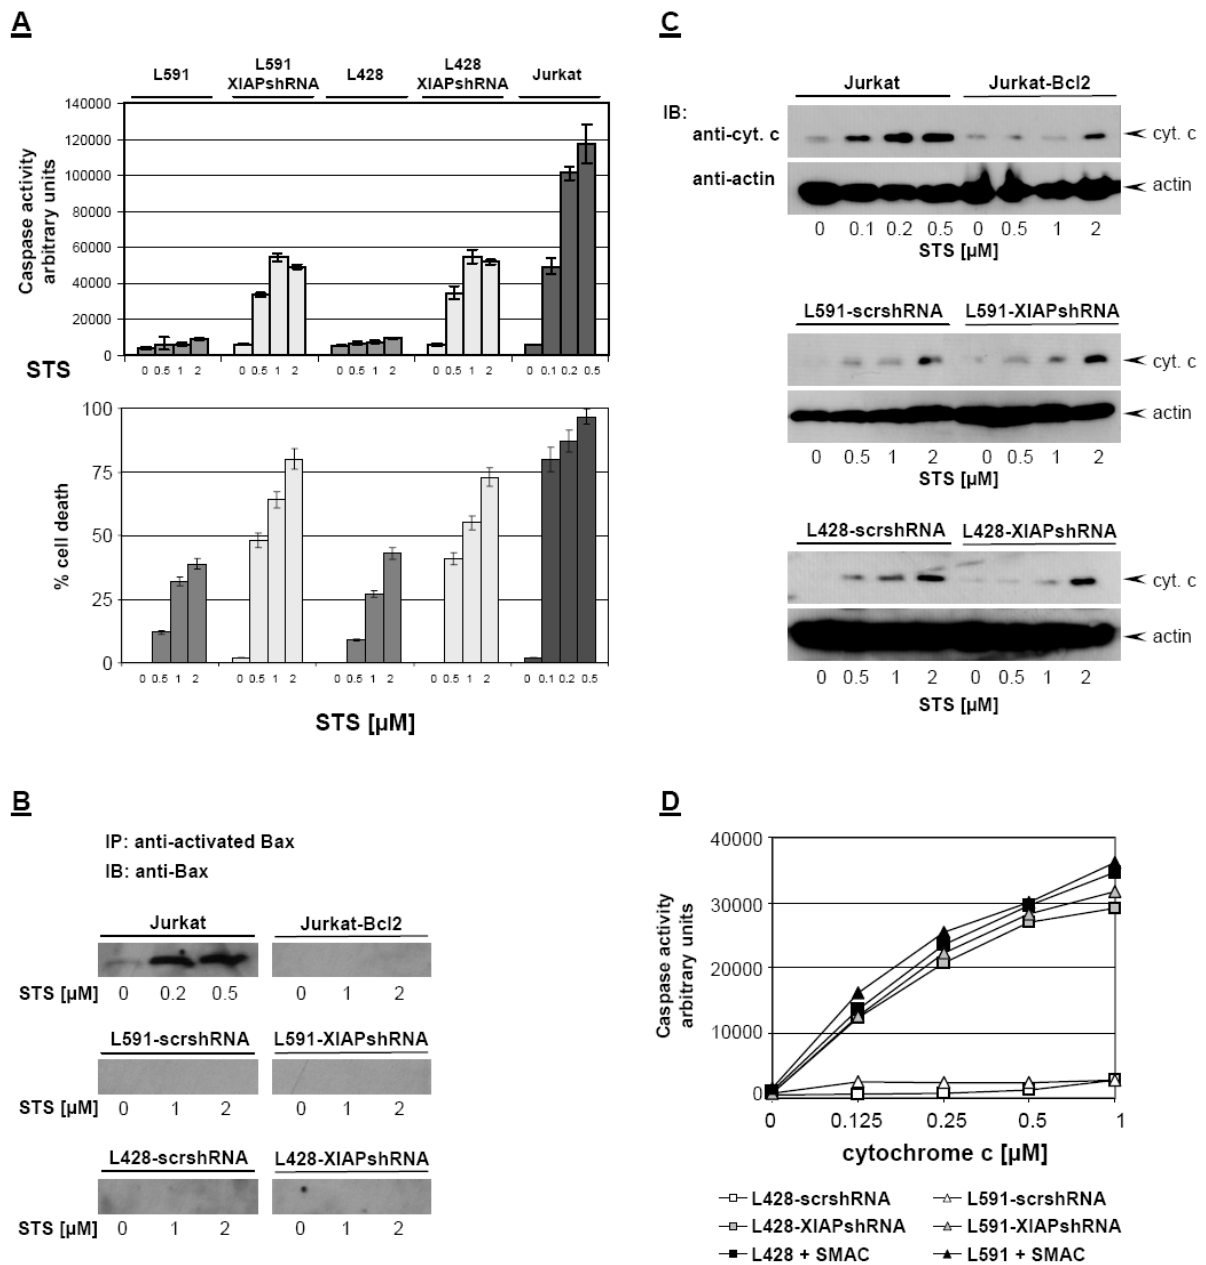 A
L591
L591
XIAPshRNA
L428
L428
XIAPshRNA
Jurkat
Caspase activity
arbitrary units
140000
120000
100000
80000
60000
40000
20000
0
STS
0 0.5 1 2 0 0.5 1 2 0 0.5 1 2 0 0.5 1 2 0 0.1 0.2 0.5
% cell death
100
75
50
25
0
0 0.5 1 2 0 0.5 1 2 0 0.5 1 2 0 0.5 1 2 0 0.1 0.2 0.5
STS [µM]
B
IP: anti-activated Bax
IB: anti-Bax
Jurkat Jurkat-Bcl2
STS [µM] 0 0.2 0.5 0 1 2
L591-scrshRNA L591-XIAPshRNA
STS [µM] 0 1 2 0 1 2
L428-scrshRNA L428-XIAPshRNA
STS [µM] 0 1 2 0 1 2
C
Jurkat Jurkat-Bcl2
IB:
anti-cyt. c
cyt. c
anti-actin
actin
0 0.1 0.2 0.5 0 0.5 1 2
STS [µM]
L591-scrshRNA L591-XIAPshRNA
cyt. c
actin
0 0.5 1 2 0 0.5 1 2
STS [µM]
L428-scrshRNA L428-XIAPshRNA
cyt. c
actin
0 0.5 1 2 0 0.5 1 2
STS [µM]
D
Caspase activity
arbitrary units
40000
30000
20000
10000
0
0 0.125 0.25 0.5 1
cytochrome c [µM]
L428-scrshRNA L591-scrshRNA
L428-XIAPshRNA L591-XIAPshRNA
L428 + SMAC L591 + SMAC